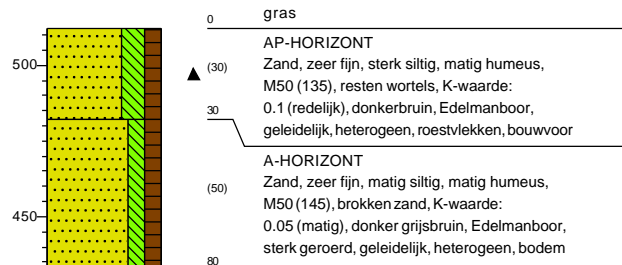 0 gras
AP-HORIZONT
500 (30) Zand, zeer fijn, sterk siltig, matig humeus,
M50 (135), resten wortels, K-waarde:
30 0.1 (redelijk), donkerbruin, Edelmanboor,
geleidelijk, heterogeen, roestvlekken, bouwvoor
A-HORIZONT
(50) Zand, zeer fijn, matig siltig, matig humeus,
M50 (145), brokken zand, K-waarde:
450 0.05 (matig), donker grijsbruin, Edelmanboor,
sterk geroerd, geleidelijk, heterogeen, bodem
80